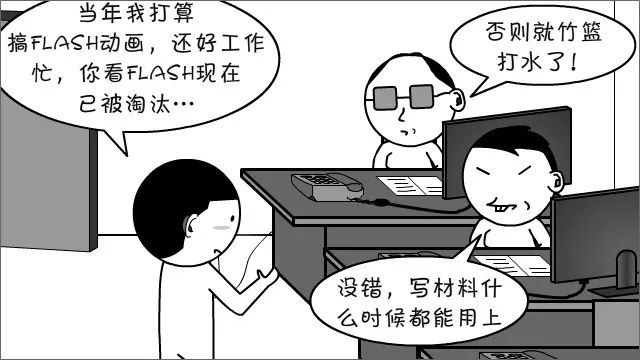 当年我打算
搞FLASH动画，还好工作
忙，你看FLASH现在
已被淘汰…
否则就竹篮
打水了！
没错，写材料什
么时候都能用上